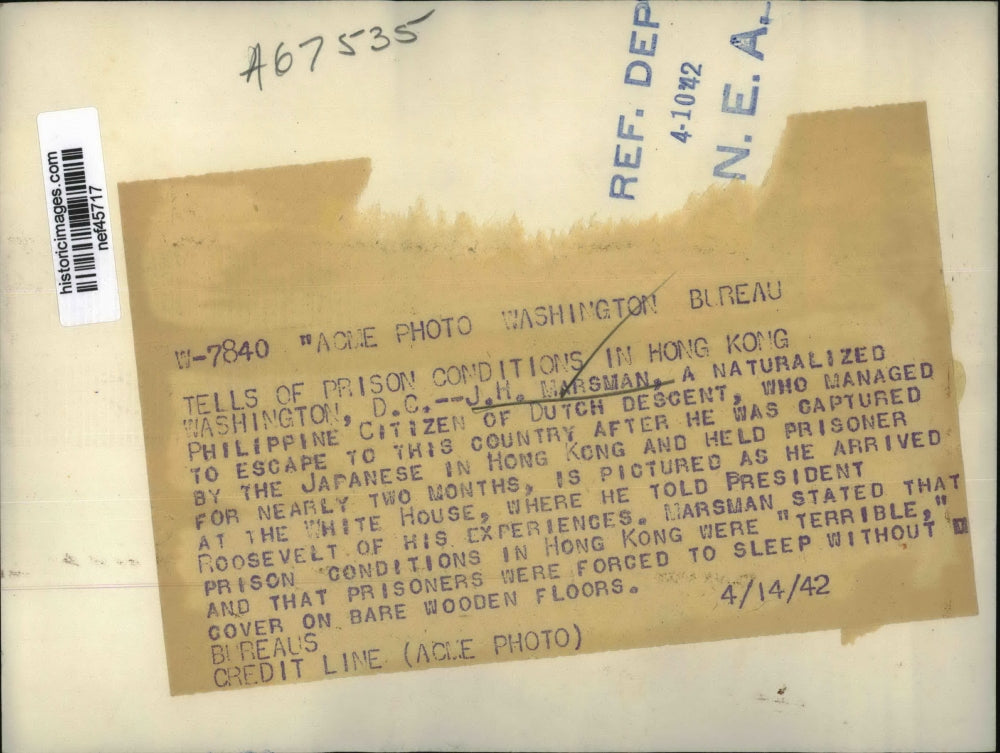 A67535
REF. DEP
4-10 42
N. E. A.
historicimages.com
nef45717
W-7840 "ACME PHOTO WASHINGTON BUREAU
TELLS OF PRISON CONDITIONS IN HONG KONG
WASHINGTON, D.C.--J.H. MARSMAN, A NATURALIZED
PHILIPPINE CITIZEN OF DUTCH DESCENT, WHO MANAGED
TO ESCAPE TO THIS COUNTRY AFTER HE WAS CAPTURED
BY THE JAPANESE IN HONG KONG AND HELD PRISONER
FOR NEARLY TWO MONTHS, IS PICTURED AS HE ARRIVED
AT THE WHITE HOUSE, WHERE HE TOLD PRESIDENT
ROOSEVELT OF HIS EXPERIENCES. MARSMAN STATED THAT
PRISON CONDITIONS IN HONG KONG WERE "TERRIBLE,"
AND THAT PRISONERS WERE FORCED TO SLEEP WITHOUT
COVER ON BARE WOODEN FLOORS. 4/14/42
BUREAUS
CREDIT LINE (ACME PHOTO)